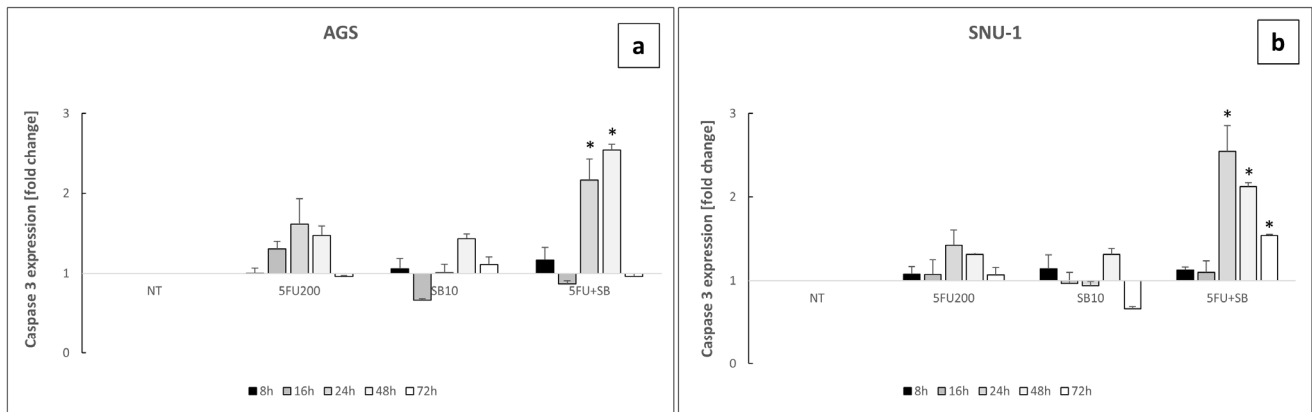 AGS
a
Caspase 3 expression [fold change]
3
2
1
0
*
*
NT
5FU200
SB10
5FU+SB
8h 16h 24h 48h 72h
SNU-1
b
Caspase 3 expression [fold change]
3
2
1
0
*
*
*
NT
5FU200
SB10
5FU+SB
8h 16h 24h 48h 72h